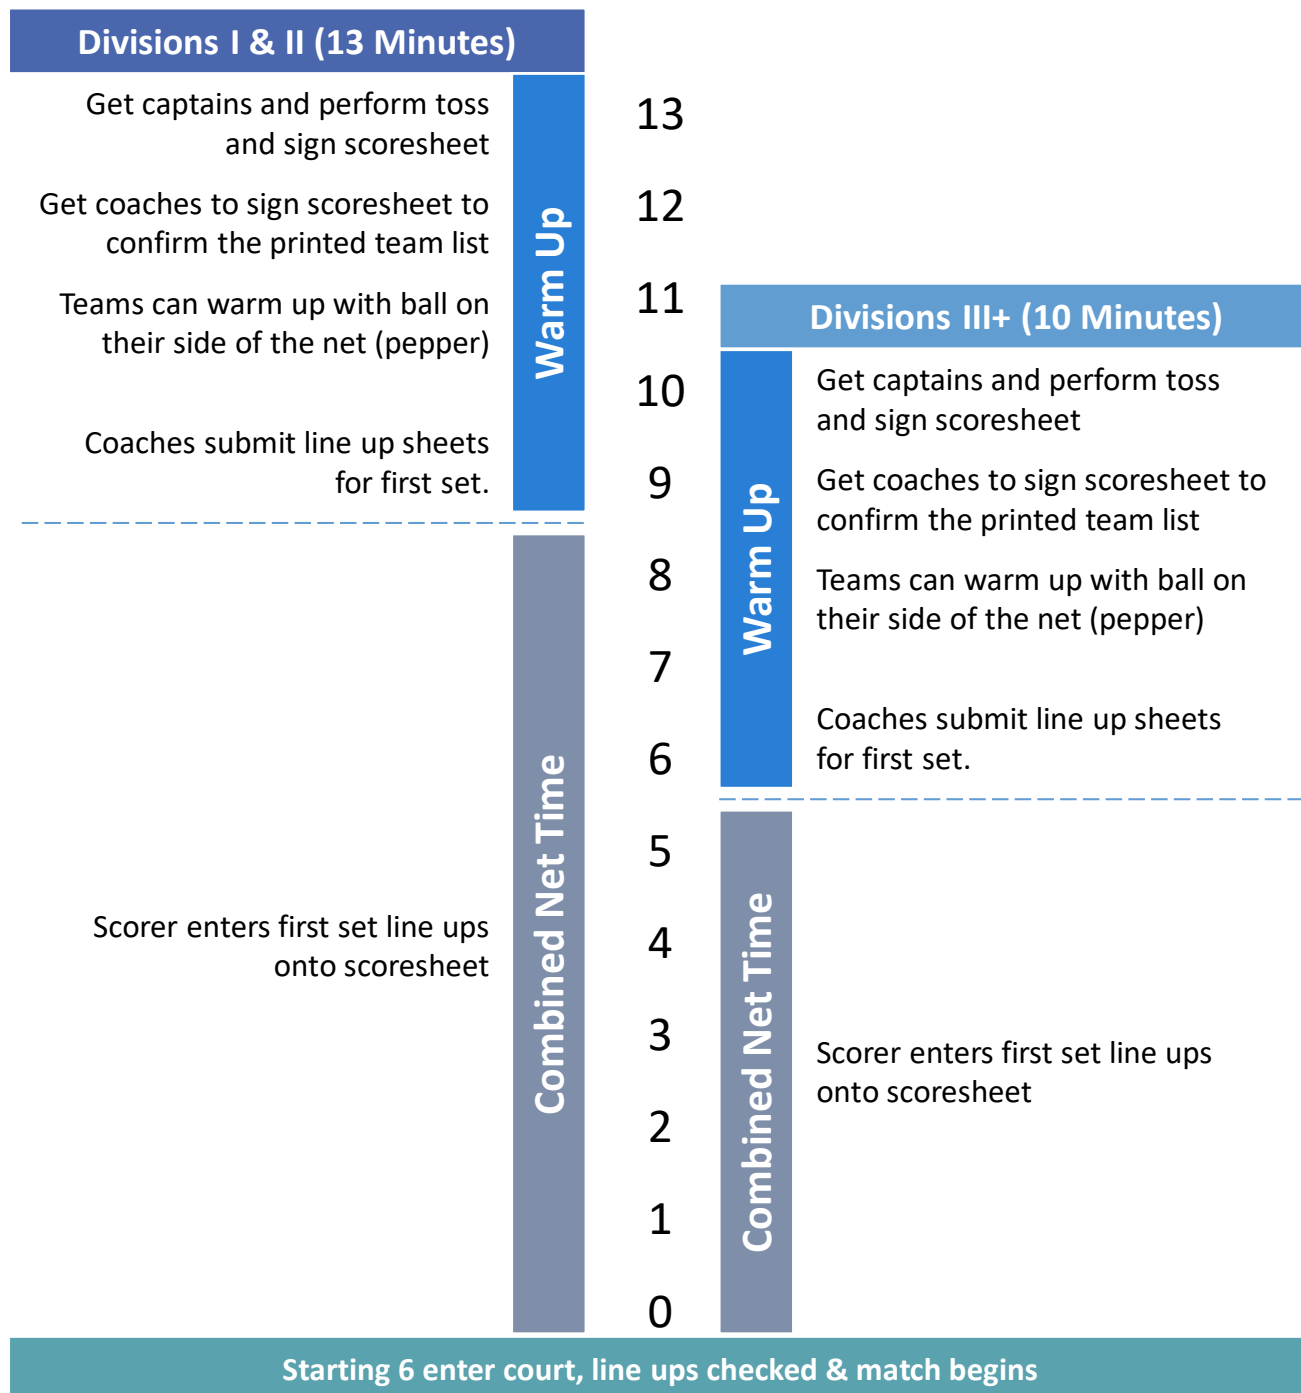 Divisions I & II (13 Minutes)
Get captains and perform toss
and sign scoresheet
Get coaches to sign scoresheet to
confirm the printed team list
Teams can warm up with ball on
their side of the net (pepper)
Coaches submit line up sheets
for first set.
Warm Up
Scorer enters first set line ups
onto scoresheet
Combined Net Time
13
12
11
10
9
8
7
6
5
4
3
2
1
0
Divisions III+ (10 Minutes)
Warm Up
Get captains and perform toss
and sign scoresheet
Get coaches to sign scoresheet to
confirm the printed team list
Teams can warm up with ball on
their side of the net (pepper)
Coaches submit line up sheets
for first set.
Combined Net Time
Scorer enters first set line ups
onto scoresheet
Starting 6 enter court, line ups checked & match begins